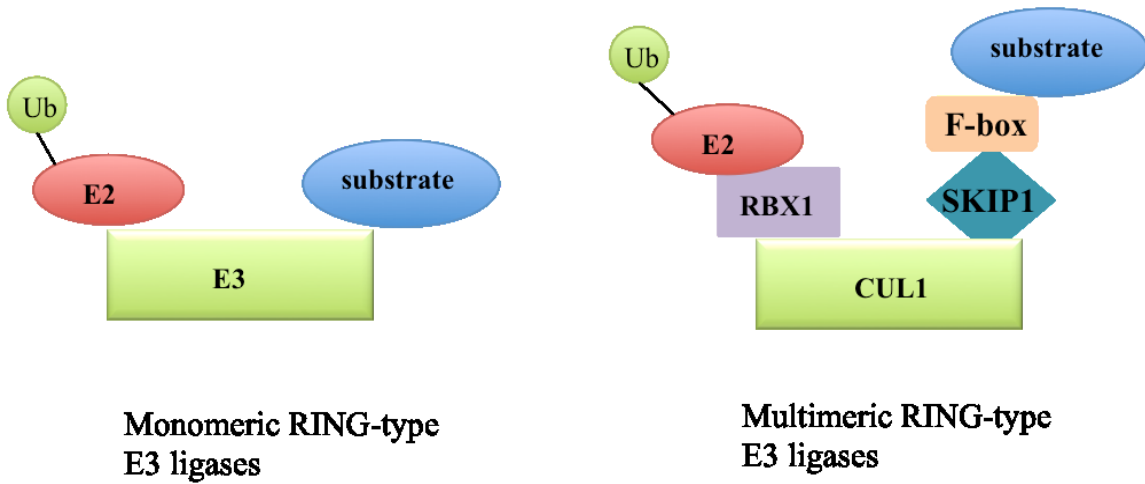 Ub
E2
substrate
E3
Monomeric RING-type
E3 ligases
Ub
substrate
F-box
E2
RBX1
SKIP1
CUL1
Multimeric RING-type
E3 ligases